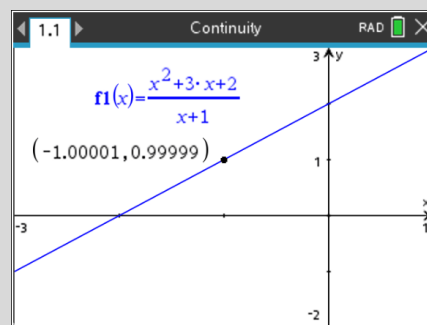 1.1 Continuity RAD
3 y
f1(x)=(x²+3·x+2)/(x+1)
(-1.00001,0.99999)
1
x
-3 1
-2